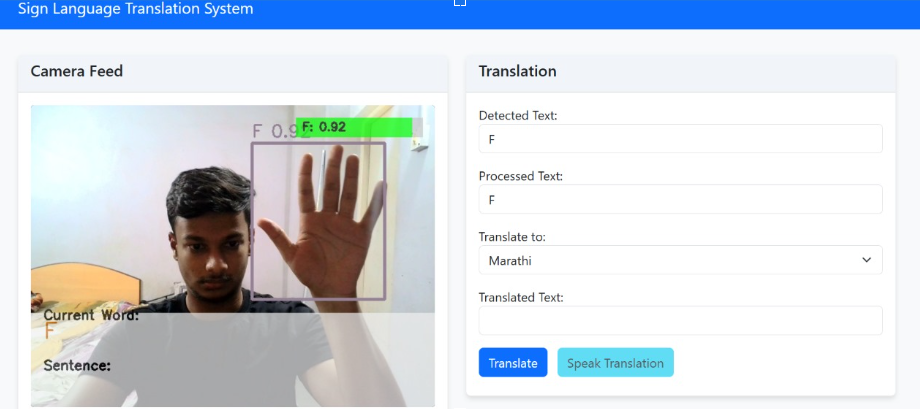 Sign Language Translation System
Camera Feed
F 0.92
F: 0.92
Current Word:
F
Sentence:
Translation
Detected Text:
F
Processed Text:
F
Translate to:
Marathi
Translated Text:
Translate
Speak Translation